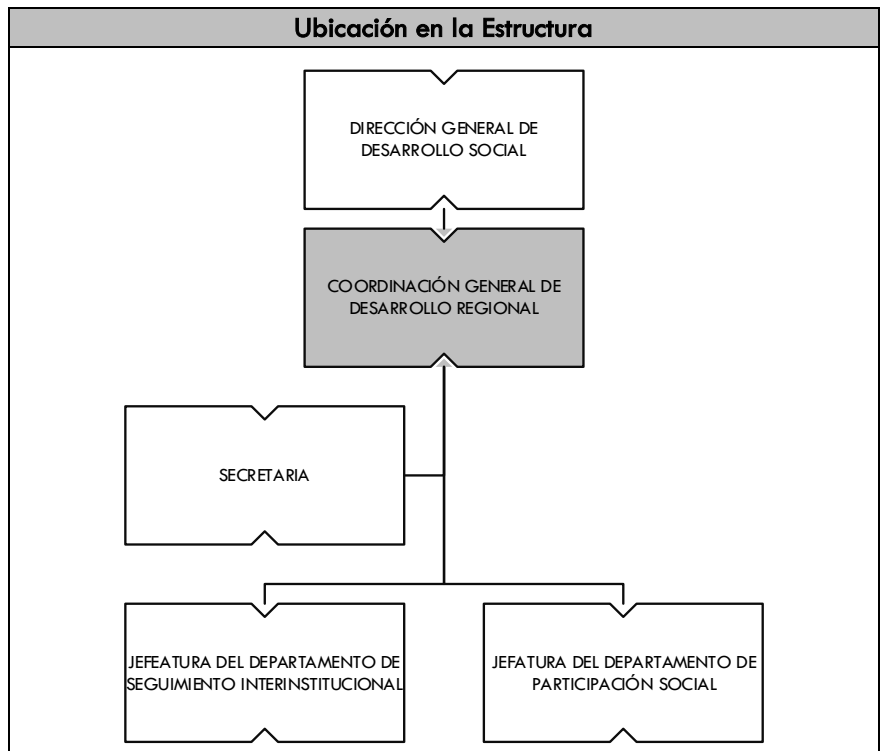 Ubicación en la Estructura
DIRECCIÓN GENERAL DE
DESARROLLO SOCIAL
COORDINACIÓN GENERAL DE
DESARROLLO REGIONAL
SECRETARIA
JEFEATURA DEL DEPARTAMENTO DE
SEGUIMIENTO INTERINSTITUCIONAL
JEFATURA DEL DEPARTAMENTO DE
PARTICIPACIÓN SOCIAL